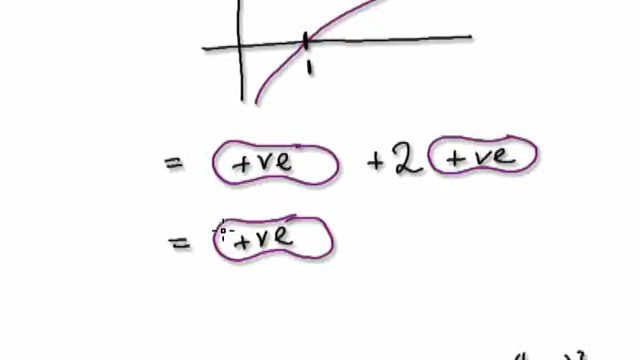 1
= +ve + 2 +ve
= +ve